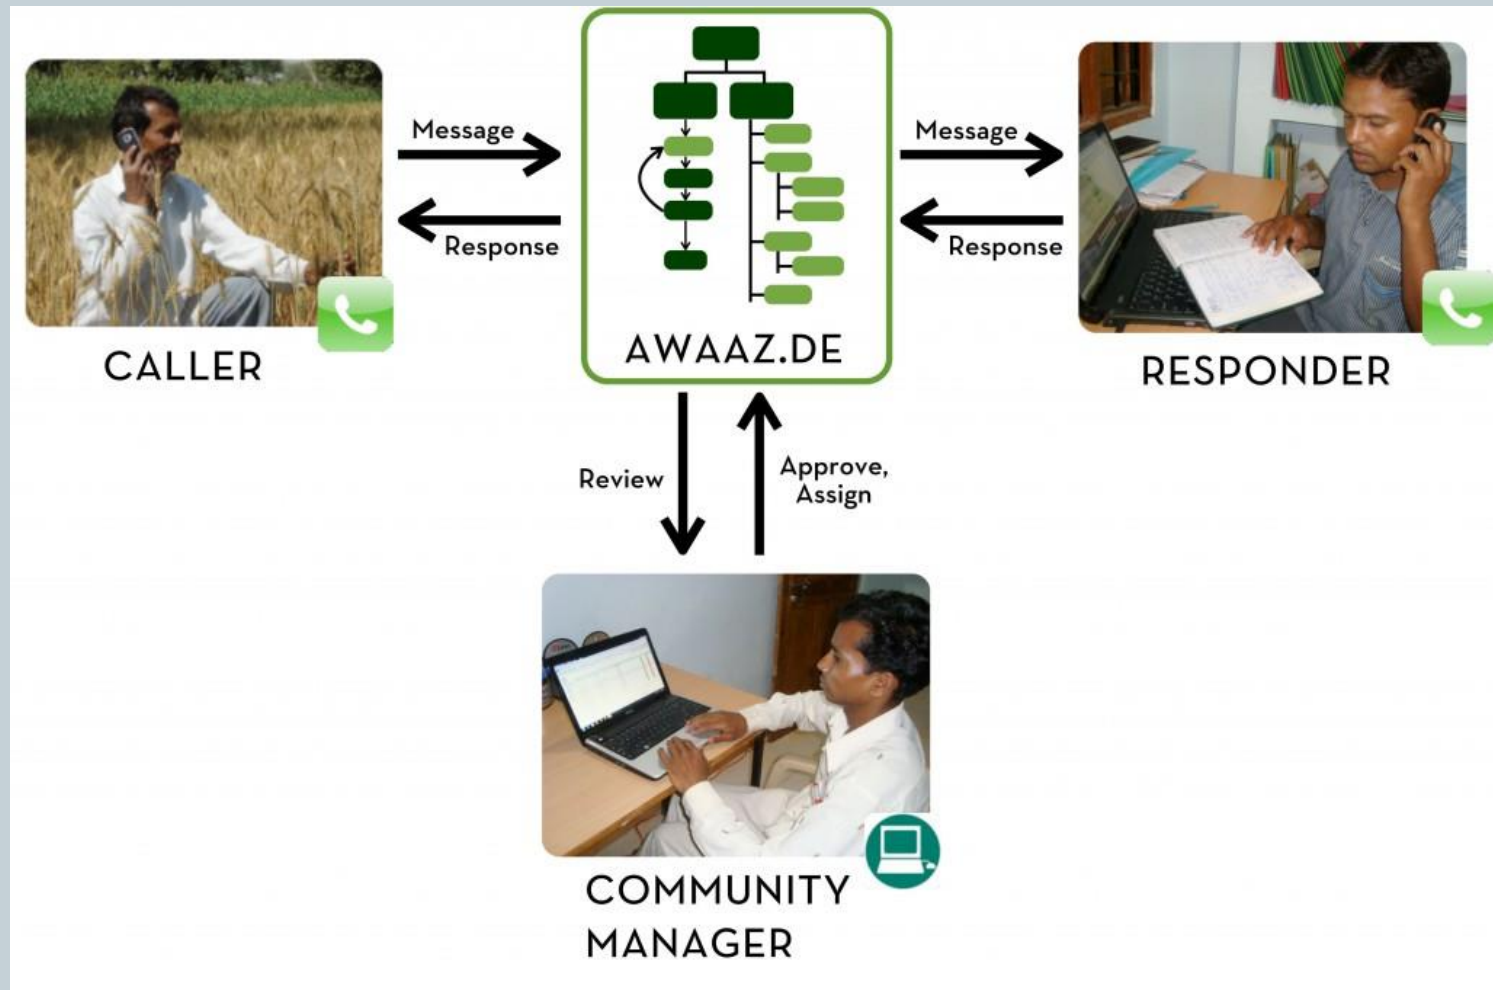 Message
Response
AWAAZ.DE
Message
Response
CALLER
RESPONDER
Review
Approve,
Assign
COMMUNITY
MANAGER